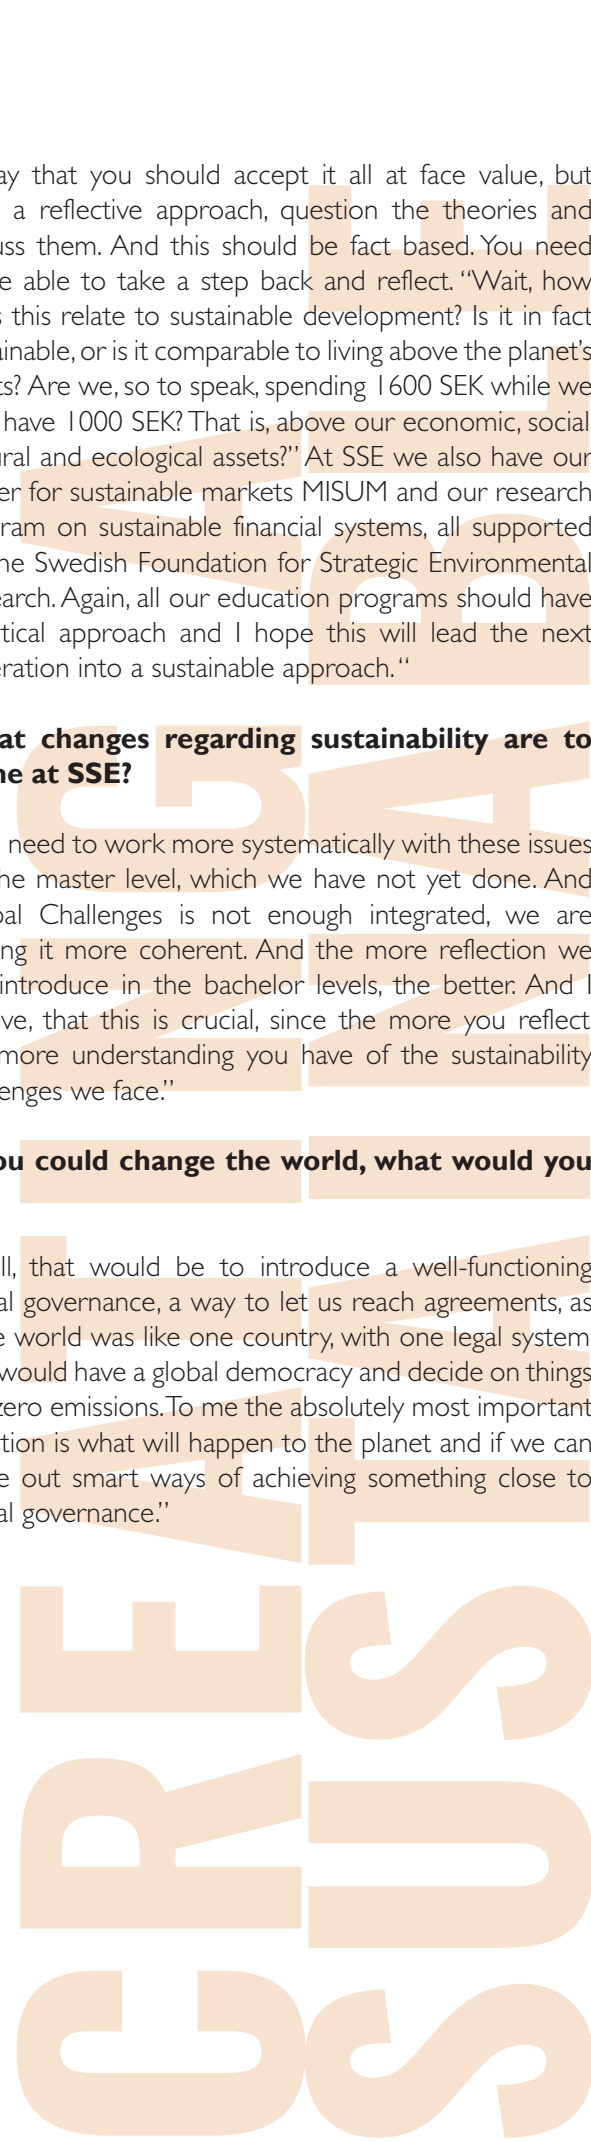 ay that you should accept it all at face value, but
a reflective approach, question the theories and
uss them. And this should be fact based. You need
e able to take a step back and reflect. “Wait, how
s this relate to sustainable development? Is it in fact
ainable, or is it comparable to living above the planet’s
ts? Are we, so to speak, spending 1600 SEK while we
have 1000 SEK? That is, above our economic, social
ural and ecological assets?” At SSE we also have our
er for sustainable markets MISUM and our research
ram on sustainable financial systems, all supported
he Swedish Foundation for Strategic Environmental
earch. Again, all our education programs should have
tical approach and I hope this will lead the next
eration into a sustainable approach. “
at changes regarding sustainability are to
ne at SSE?
need to work more systematically with these issues
he master level, which we have not yet done. And
bal Challenges is not enough integrated, we are
ng it more coherent. And the more reflection we
introduce in the bachelor levels, the better. And I
eve, that this is crucial, since the more you reflect
more understanding you have of the sustainability
enges we face.”
ou could change the world, what would you
ll, that would be to introduce a well-functioning
al governance, a way to let us reach agreements, as
e world was like one country, with one legal system
would have a global democracy and decide on things
zero emissions. To me the absolutely most important
tion is what will happen to the planet and if we can
e out smart ways of achieving something close to
al governance.”
CREATING A
SUSTAINABLE